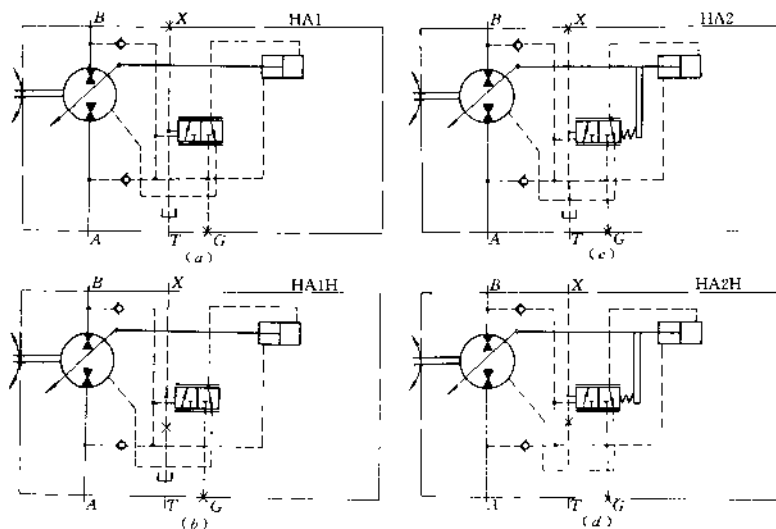 B X HA1
A T G
(a)
B X HA2
A T G
(c)
B X HA1H
A T G
(b)
B X HA2H
A T G
(d)